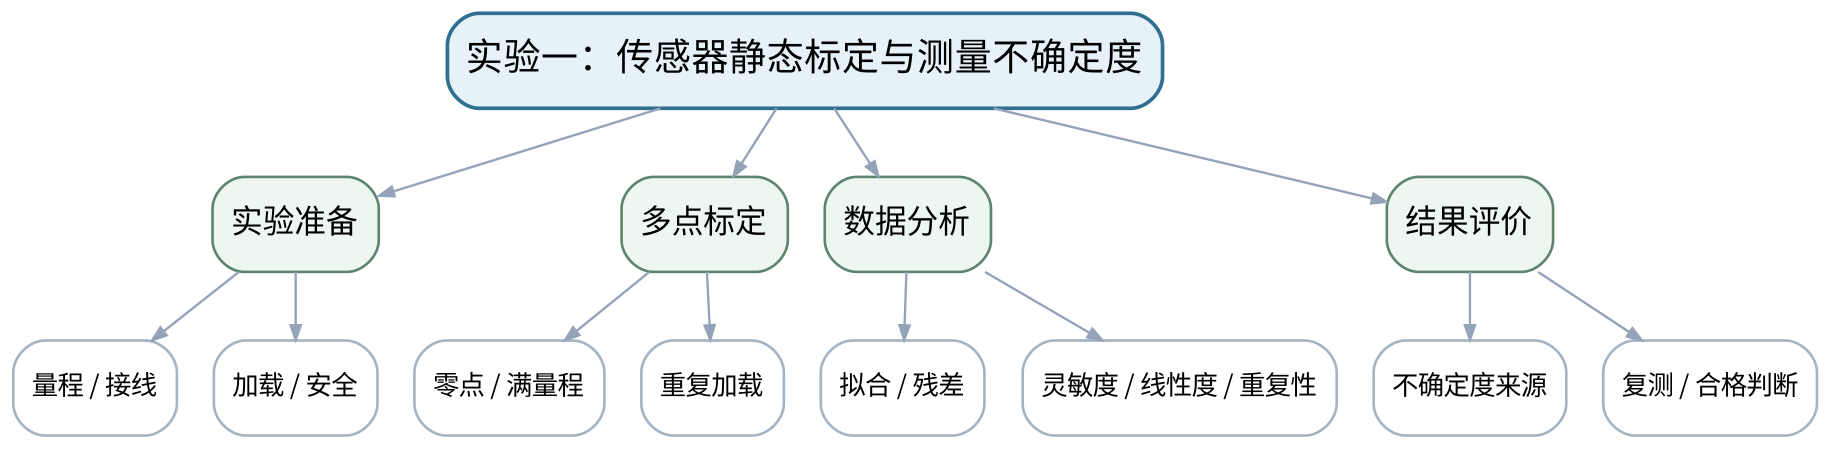 实验一：传感器静态标定与测量不确定度
实验准备
多点标定
数据分析
结果评价
量程 / 接线
加载 / 安全
零点 / 满量程
重复加载
拟合 / 残差
灵敏度 / 线性度 / 重复性
不确定度来源
复测 / 合格判断